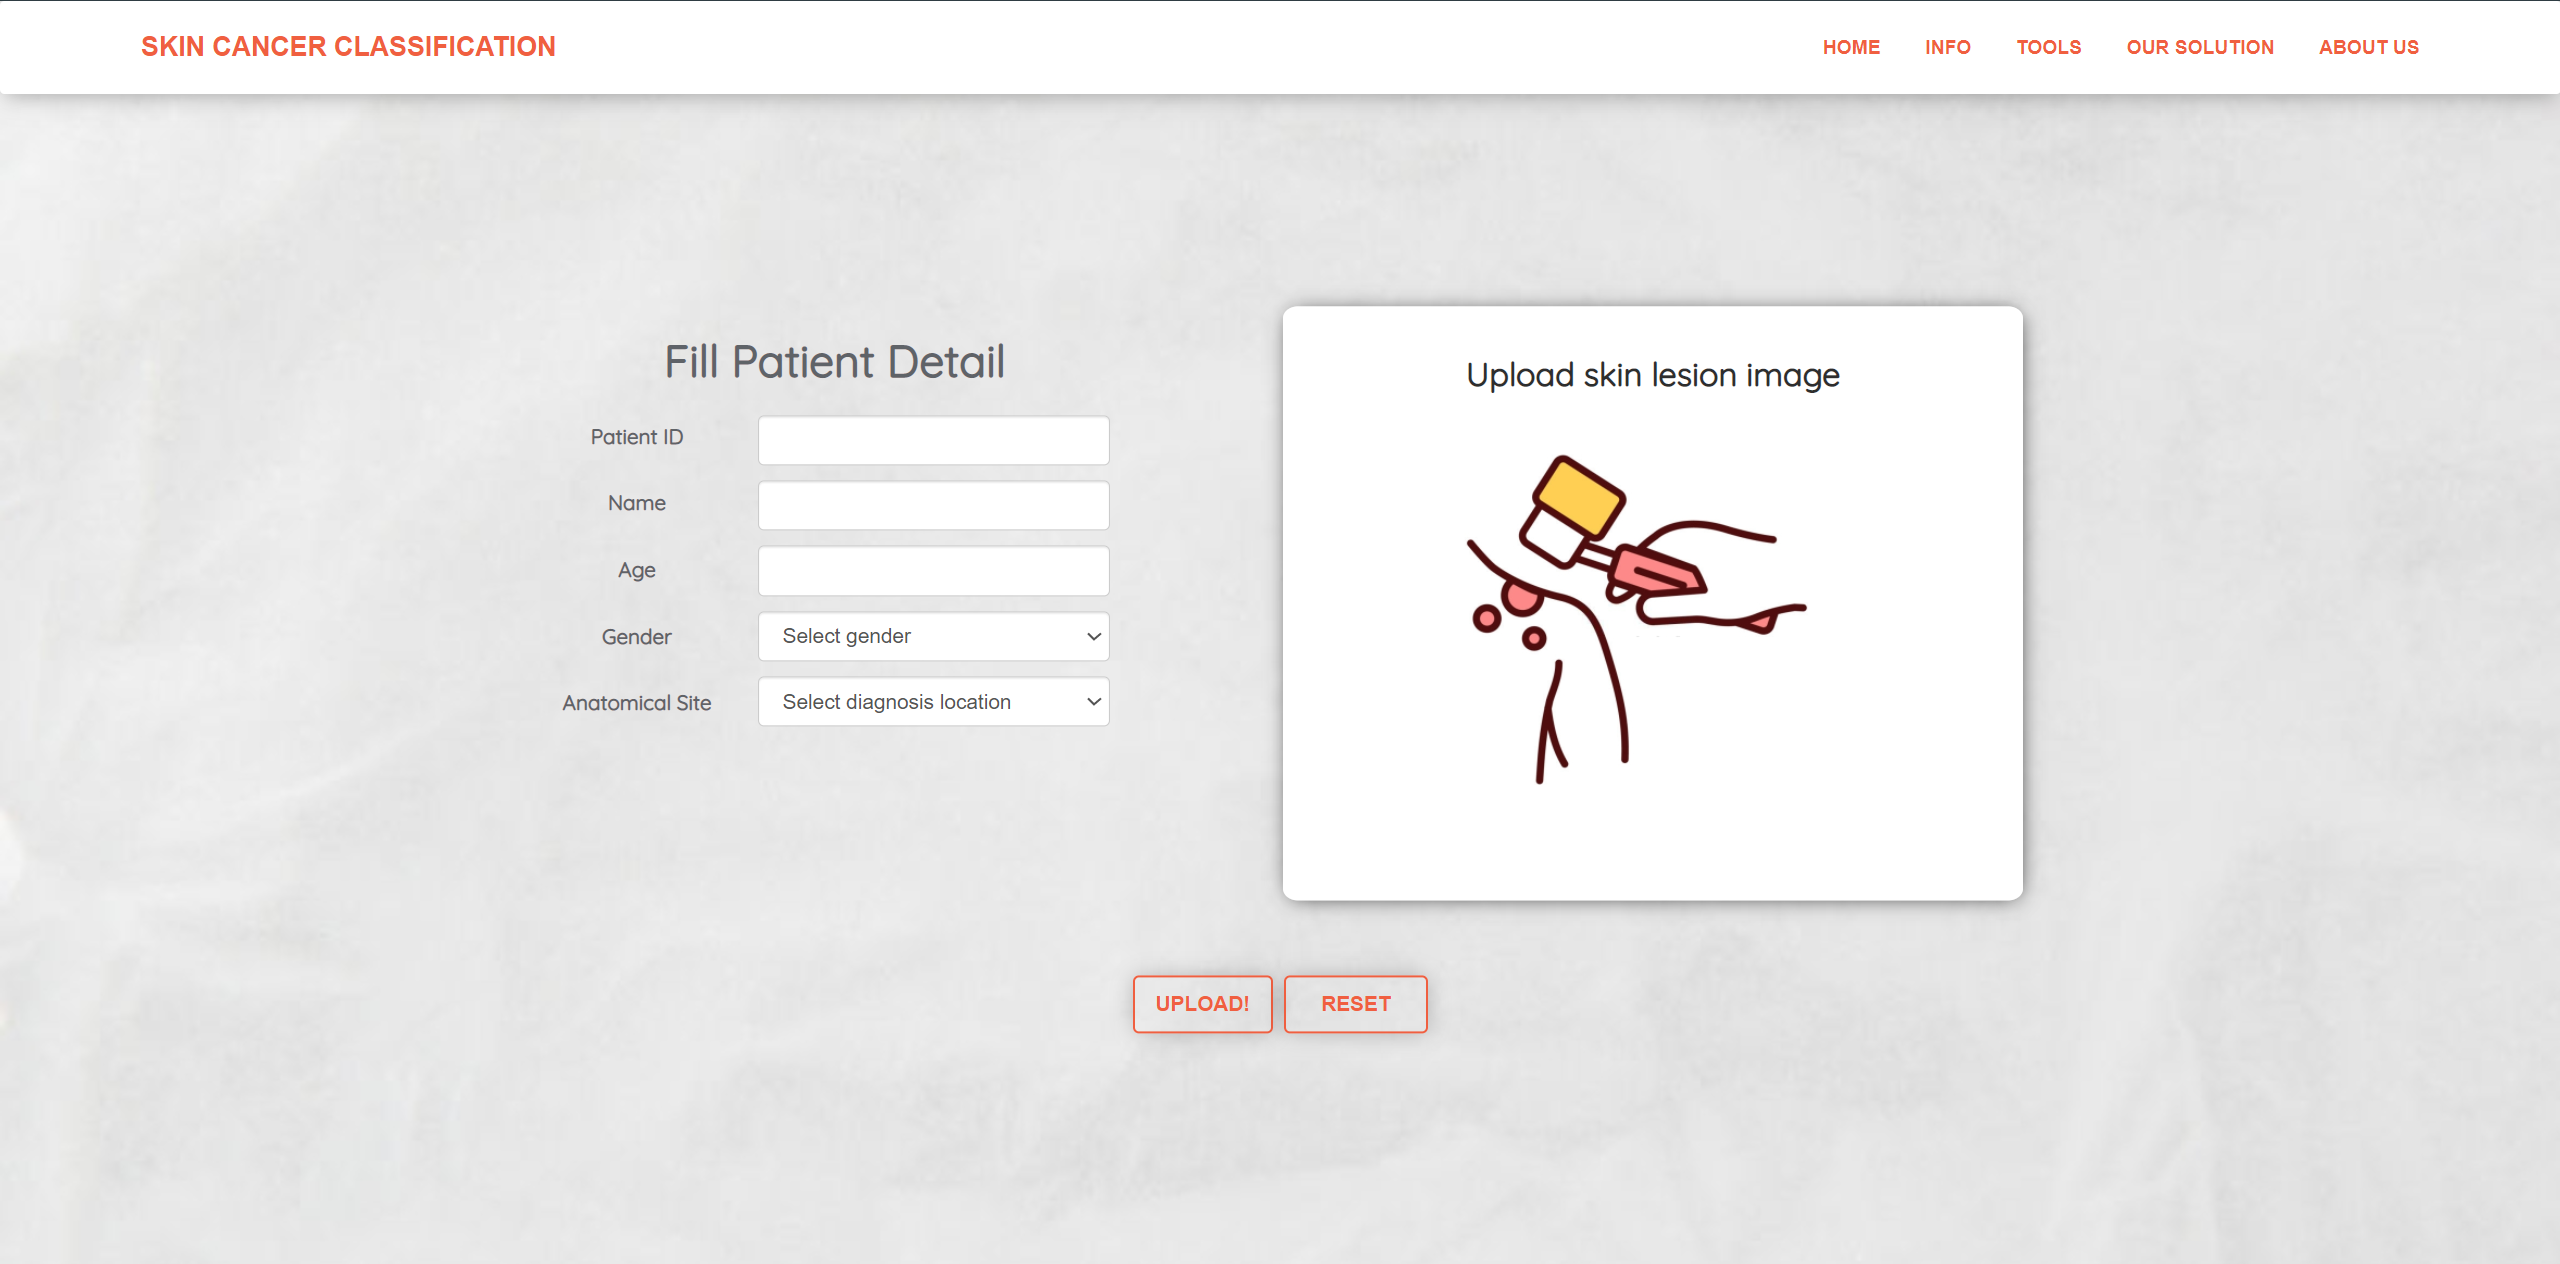 SKIN CANCER CLASSIFICATION
HOME INFO TOOLS OUR SOLUTION ABOUT US
Fill Patient Detail
Patient ID
Name
Age
Gender Select gender
Anatomical Site Select diagnosis location
Upload skin lesion image
UPLOAD! RESET